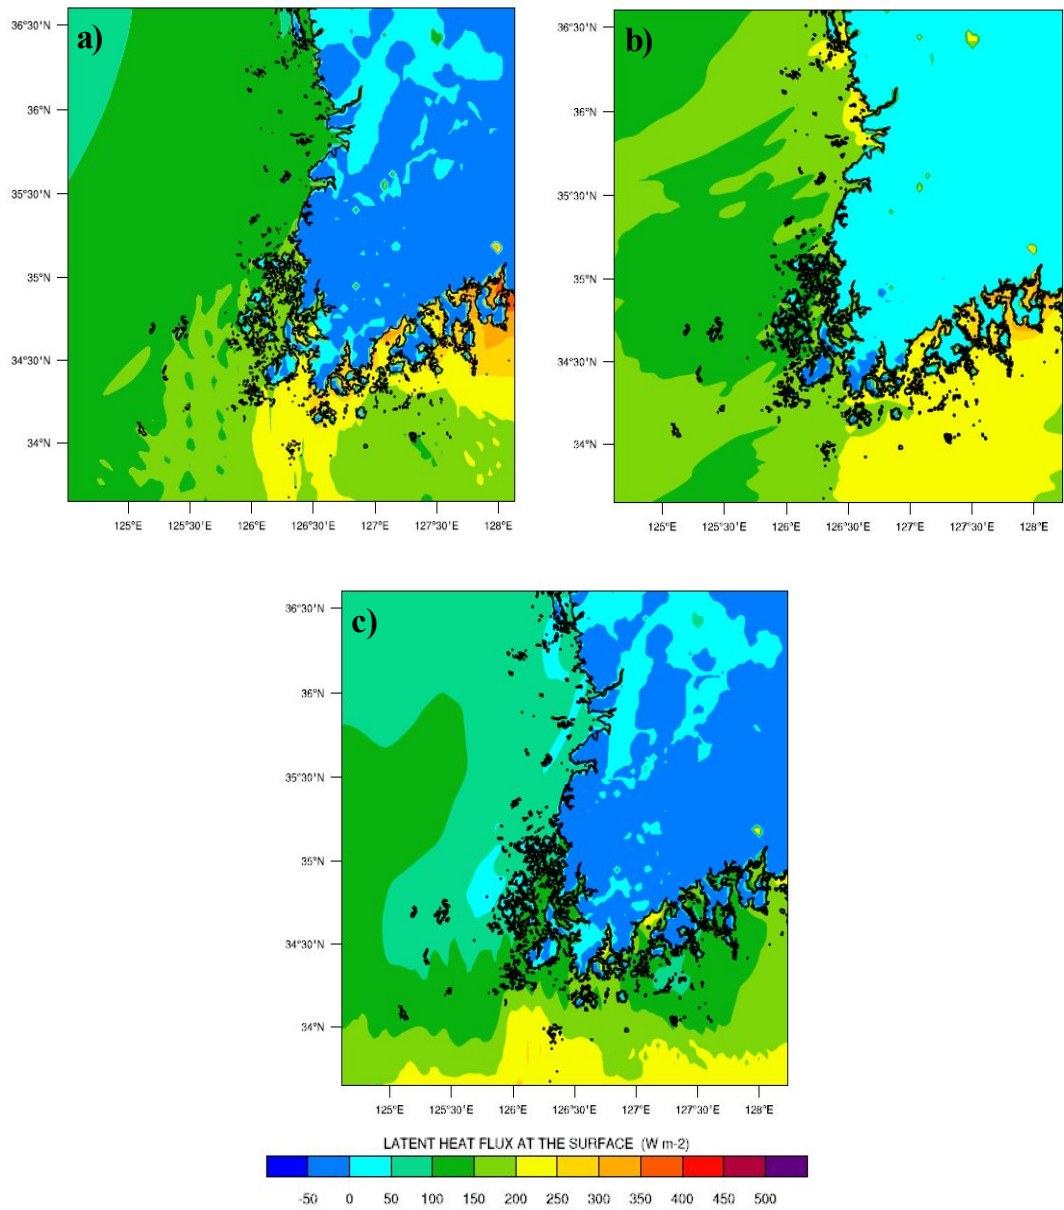 a)
36°30'N
36°N
35°30'N
35°N
34°30'N
34°N
125°E 125°30'E 126°E 126°30'E 127°E 127°30'E 128°E
b)
36°30'N
36°N
35°30'N
35°N
34°30'N
34°N
125°E 125°30'E 126°E 126°30'E 127°E 127°30'E 128°E
c)
36°30'N
36°N
35°30'N
35°N
34°30'N
34°N
125°E 125°30'E 126°E 126°30'E 127°E 127°30'E 128°E
LATENT HEAT FLUX AT THE SURFACE (W m-2)
-50 0 50 100 150 200 250 300 350 400 450 500